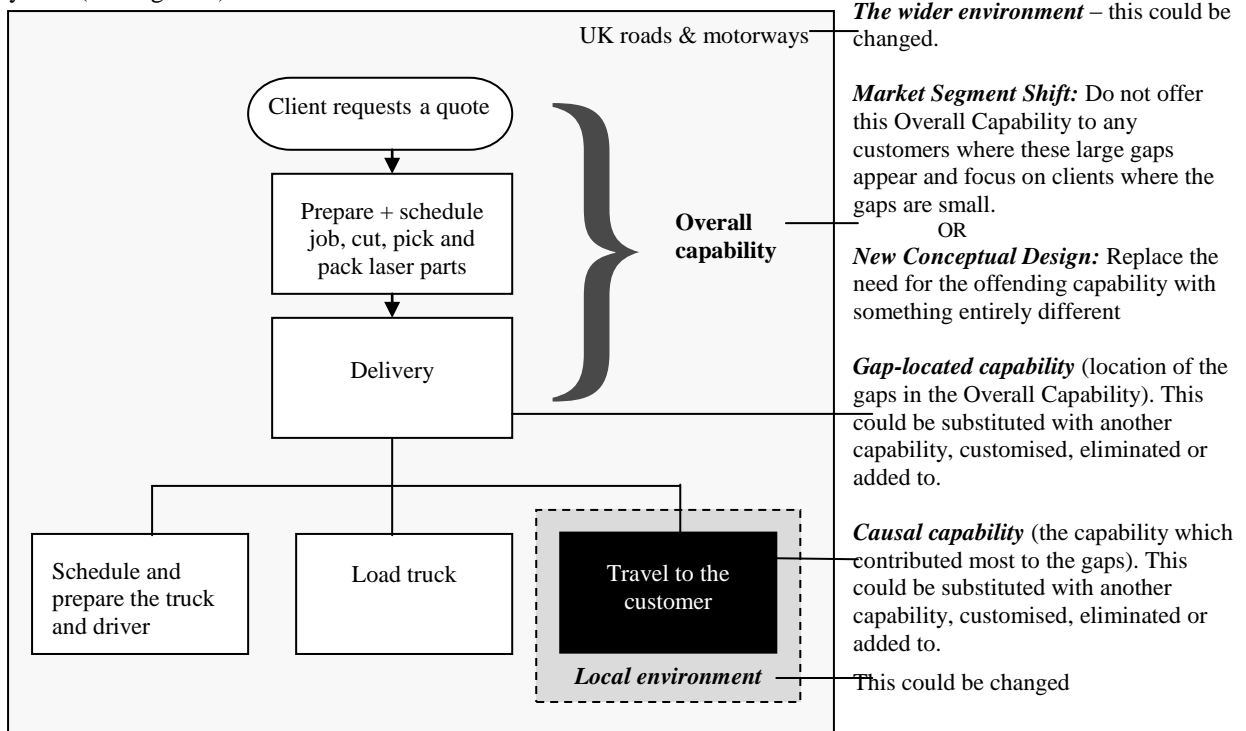 UK roads & motorways
Client requests a quote
Prepare + schedule
job, cut, pick and
pack laser parts
Delivery
Overall
capability
Schedule and
prepare the truck
and driver
Load truck
Travel to the
customer
Local environment
The wider environment – this could be
changed.
Market Segment Shift: Do not offer
this Overall Capability to any
customers where these large gaps
appear and focus on clients where the
gaps are small.
OR
New Conceptual Design: Replace the
need for the offending capability with
something entirely different
Gap-located capability (location of the
gaps in the Overall Capability). This
could be substituted with another
capability, customised, eliminated or
added to.
Causal capability (the capability which
contributed most to the gaps). This
could be substituted with another
capability, customised, eliminated or
added to.
This could be changed